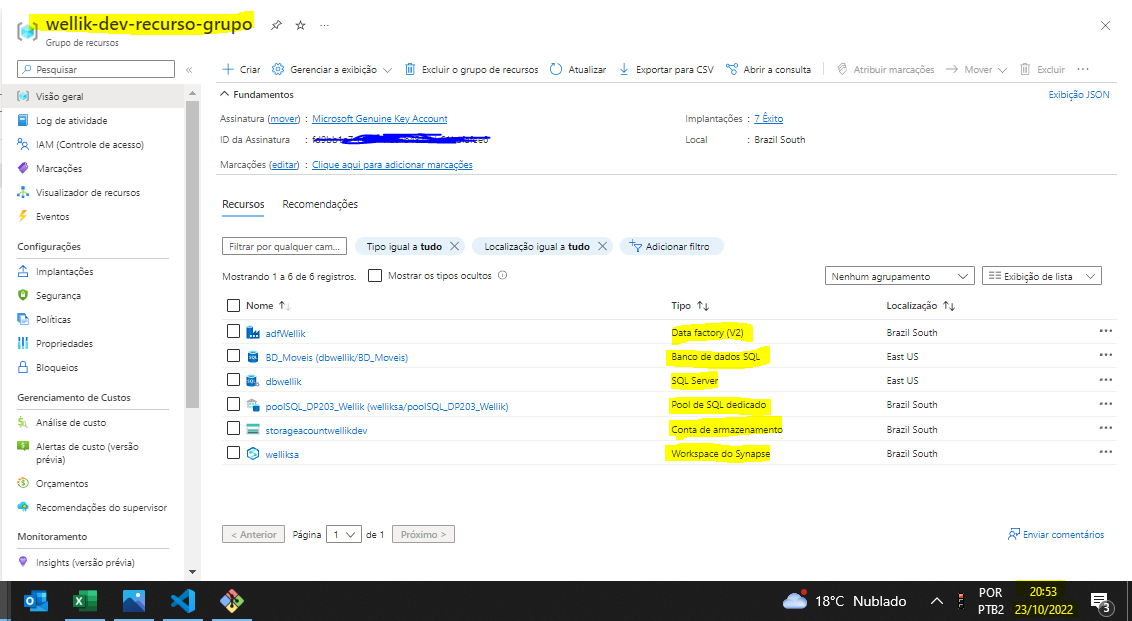 wellik-dev-recurso-grupo
Grupo de recursos
Pesquisar
Criar Gerenciar a exibição Excluir o grupo de recursos Atualizar Exportar para CSV Abrir a consulta Atribuir marcações Mover Excluir
Visão geral
Log de atividade
IAM (Controle de acesso)
Marcações
Visualizador de recursos
Eventos
Configurações
Implantações
Segurança
Políticas
Propriedades
Bloqueios
Gerenciamento de Custos
Análise de custo
Alertas de custo (versão
prévia)
Orçamentos
Recomendações do supervisor
Monitoramento
Insights (versão prévia)
Fundamentos Exibição JSON
Assinatura (mover) : Microsoft Genuine Key Account Implantações : 7 Êxito
ID da Assinatura : Local : Brazil South
Marcações (editar) : Clique aqui para adicionar marcações
Recursos Recomendações
Filtrar por qualquer cam... Tipo igual a tudo Localização igual a tudo Adicionar filtro
Mostrando 1 a 6 de 6 registros. Mostrar os tipos ocultos Nenhum agrupamento Exibição de lista
Nome Tipo Localização
adfWellik Data factory (V2) Brazil South
BD_Moveis (dbwellik/BD_Moveis) Banco de dados SQL East US
dbwellik SQL Server East US
poolSQL_DP203_Wellik (welliksa/poolSQL_DP203_Wellik) Pool de SQL dedicado Brazil South
storageacountwellikdev Conta de armazenamento Brazil South
welliksa Workspace do Synapse Brazil South
< Anterior Página 1 de 1 Próximo > Enviar comentários
18°C Nublado POR 20:53
PTB2 23/10/2022 3